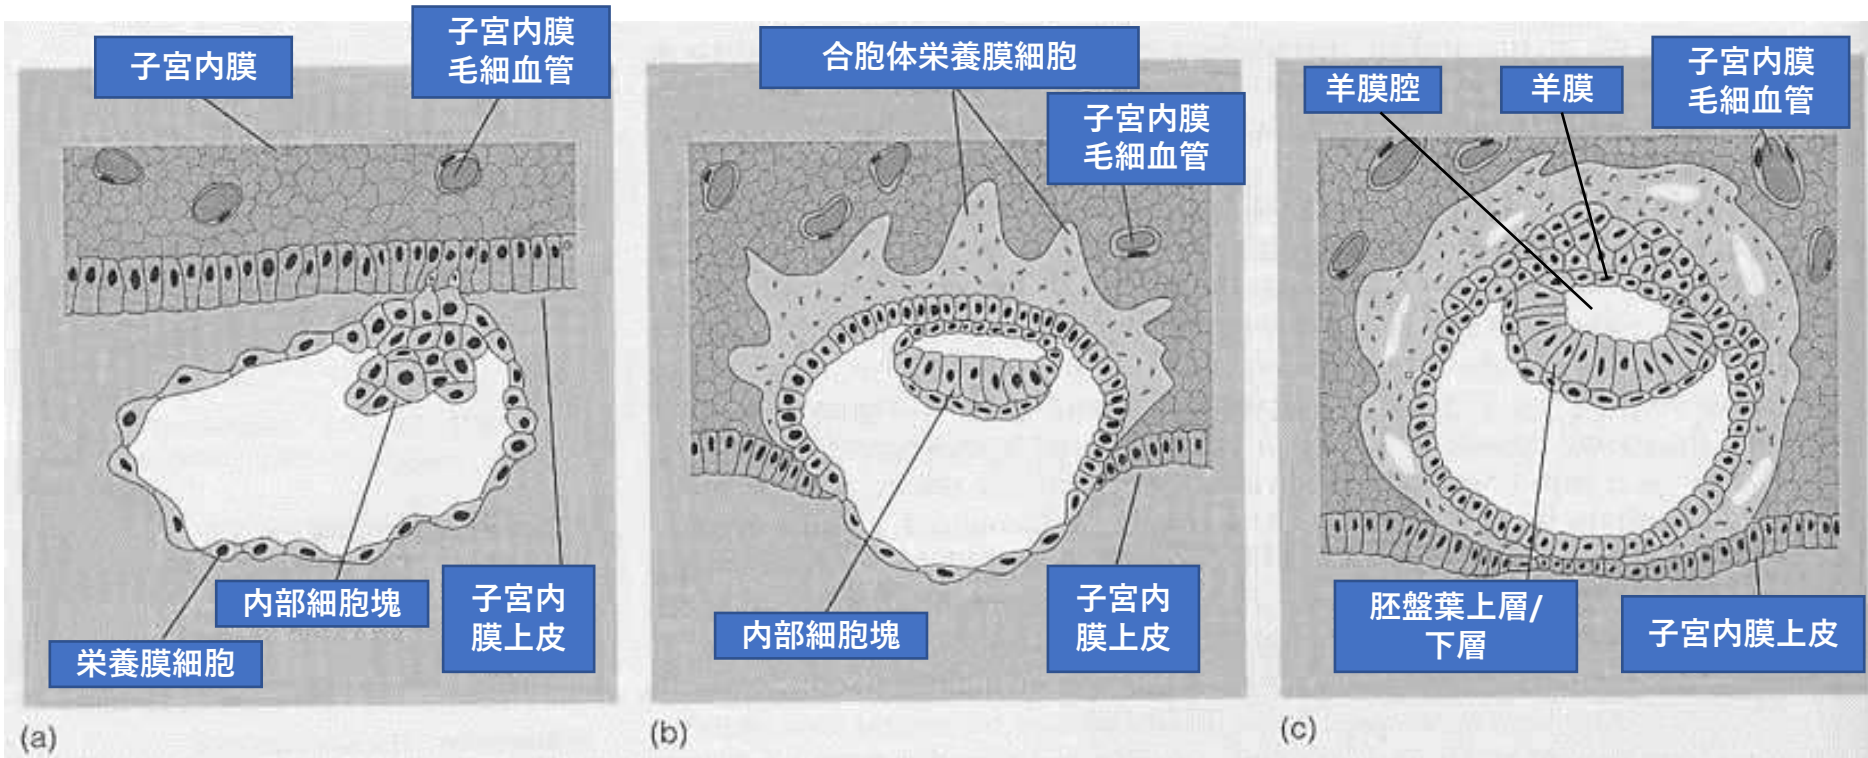 子宮内膜
子宮内膜
毛細血管
内部細胞塊
子宮内
膜上皮
栄養膜細胞
(a)
合胞体栄養膜細胞
子宮内膜
毛細血管
内部細胞塊
子宮内
膜上皮
(b)
羊膜腔
羊膜
子宮内膜
毛細血管
胚盤葉上層/
下層
子宮内膜上皮
(c)